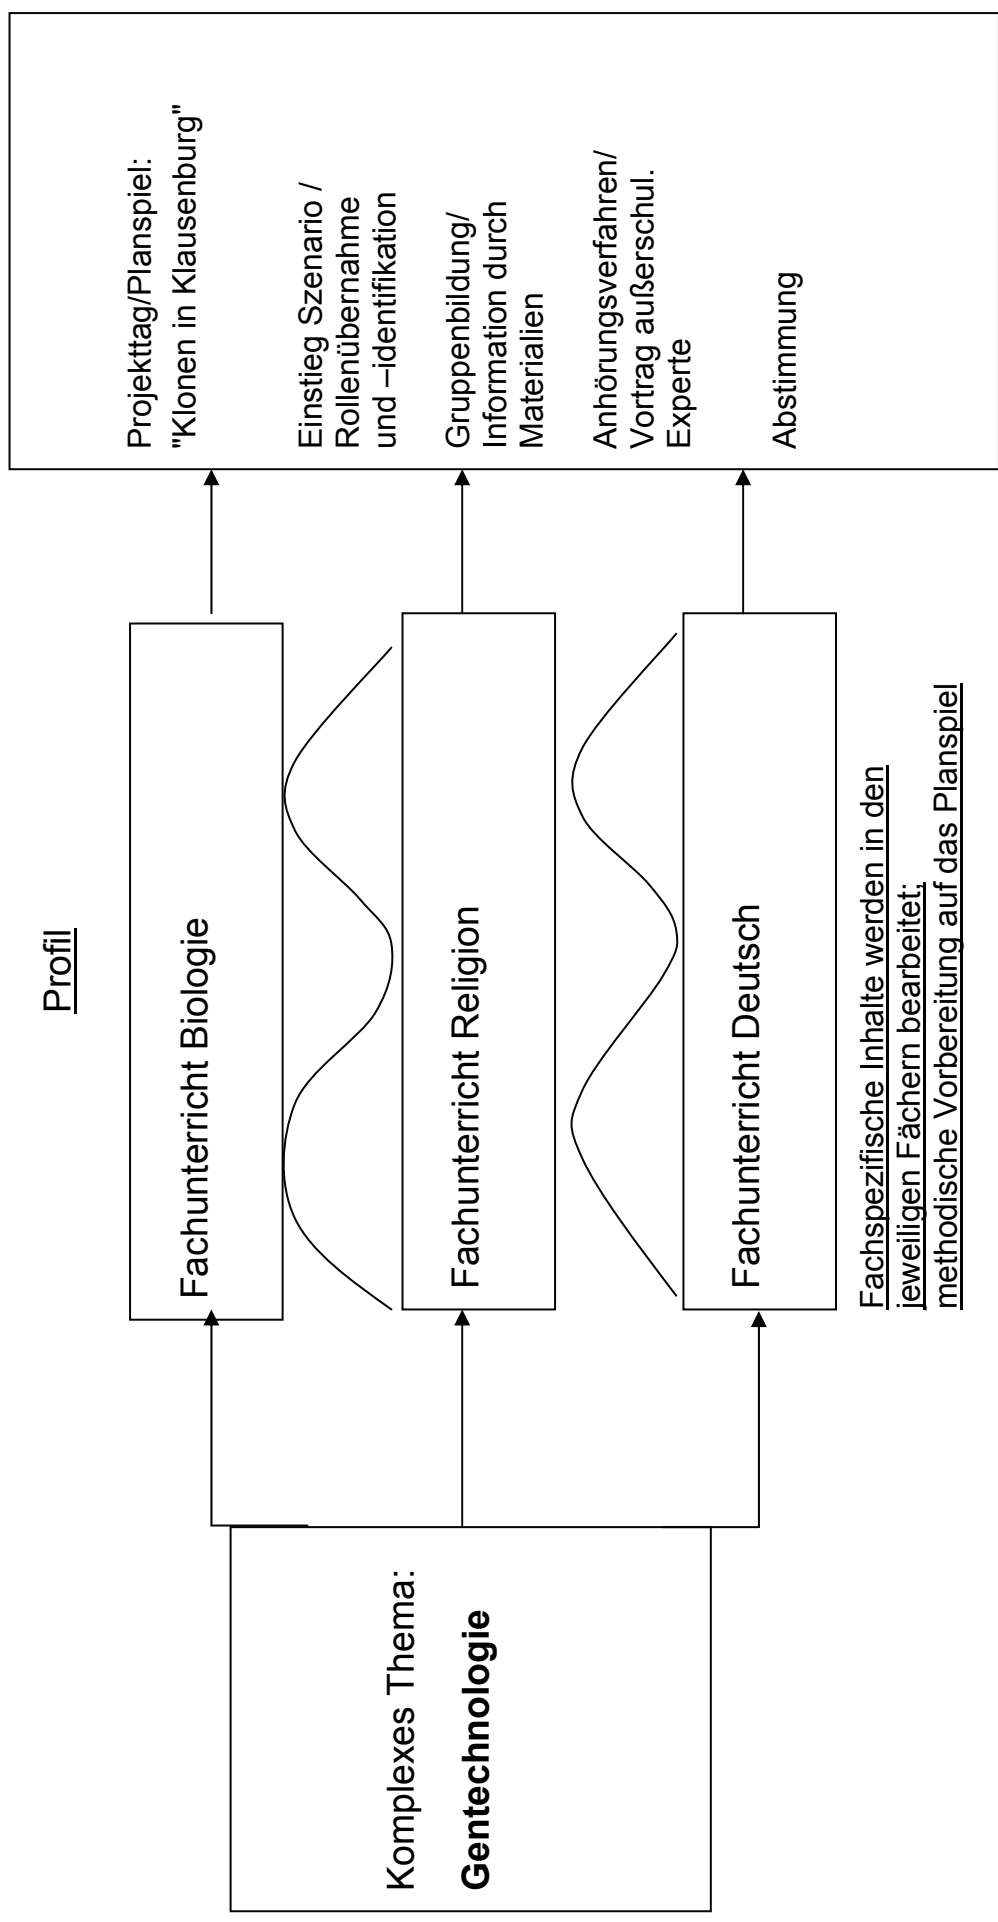 Profil
Komplexes Thema:
Gentechnologie
Fachunterricht Biologie
Fachunterricht Religion
Fachunterricht Deutsch
Fachspezifische Inhalte werden in den
jeweiligen Fächern bearbeitet;
methodische Vorbereitung auf das Planspiel
Projekttag/Planspiel:
"Klonen in Klausenburg"
Einstieg Szenario /
Rollenübernahme
und –identifikation
Gruppenbildung/
Information durch
Materialien
Anhörungsverfahren/
Vortrag außerschul.
Experte
Abstimmung